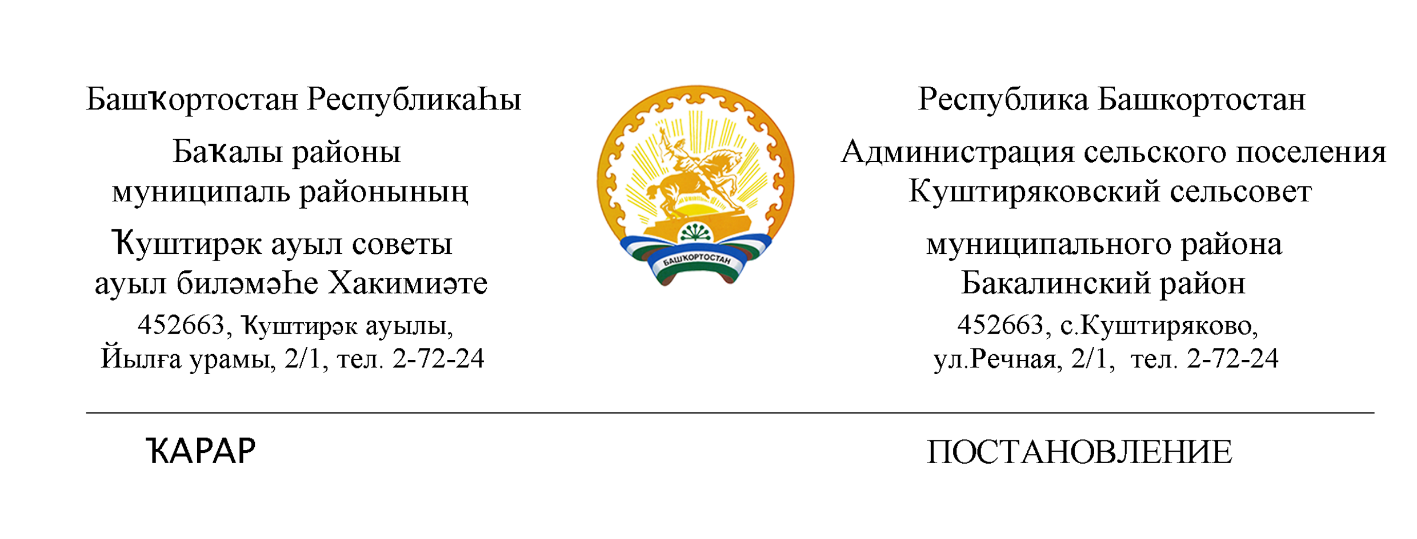 Башҡортостан Республикаһы
Баҡалы районы
муниципаль районының
Ҡуштирәк ауыл советы
ауыл биләмәһе Хакимиәте
452663, Ҡуштирәк ауылы,
Йылға урамы, 2/1, тел. 2-72-24
БАШҠОРТОСТАН
Республика Башкортостан
Администрация сельского поселения
Куштиряковский сельсовет
муниципального района
Бакалинский район
452663, с.Куштиряково,
ул.Речная, 2/1, тел. 2-72-24
ҠАРАР
ПОСТАНОВЛЕНИЕ